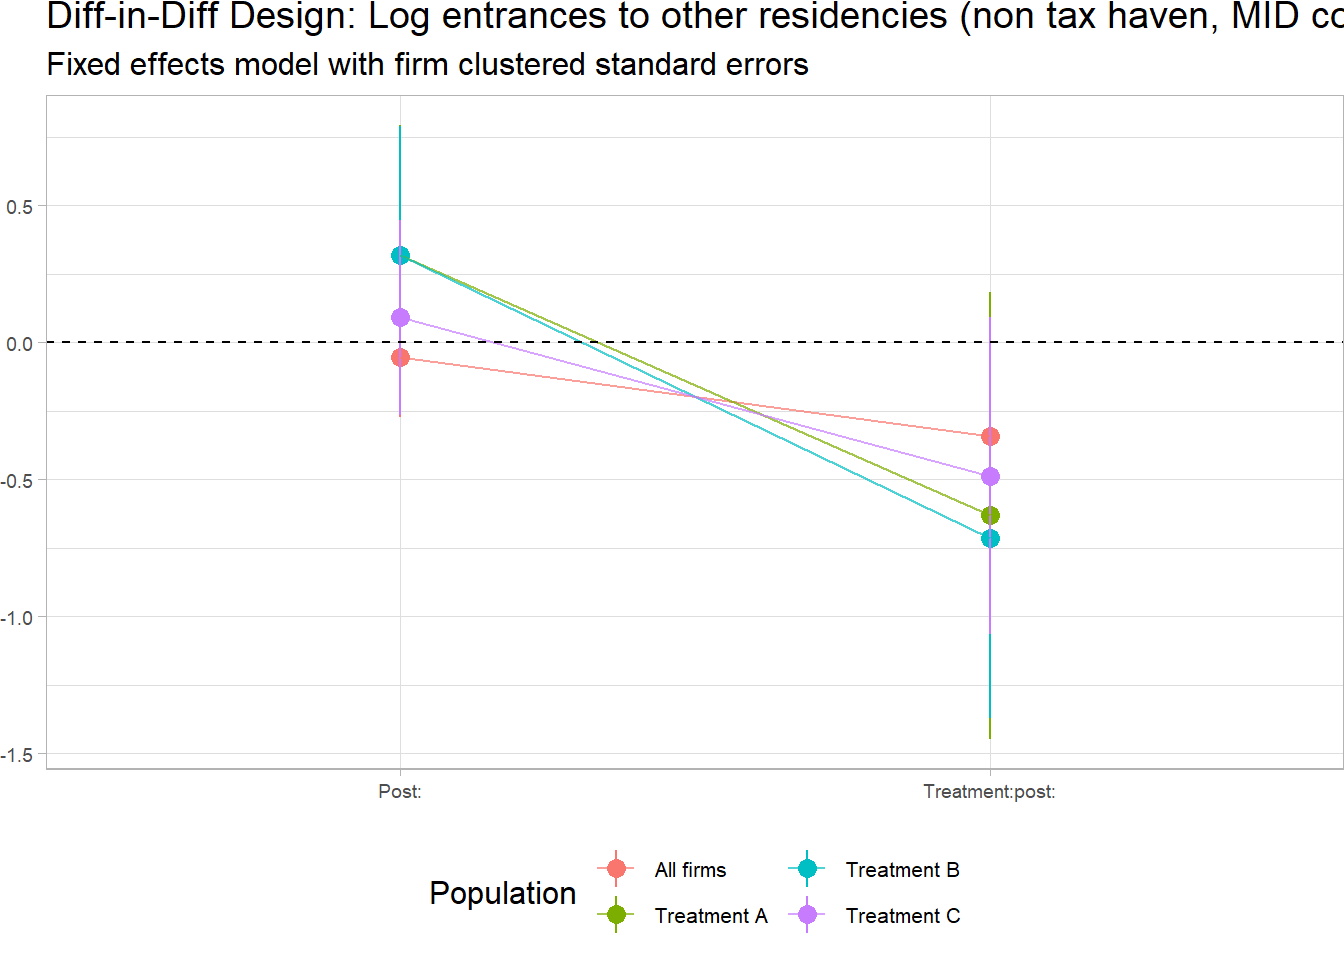 Diff-in-Diff Design: Log entrances to other residencies (non tax haven, MID co
Fixed effects model with firm clustered standard errors
0.5
0.0
-0.5
-1.0
-1.5
Post:
Treatment:post:
Population
All firms
Treatment B
Treatment A
Treatment C